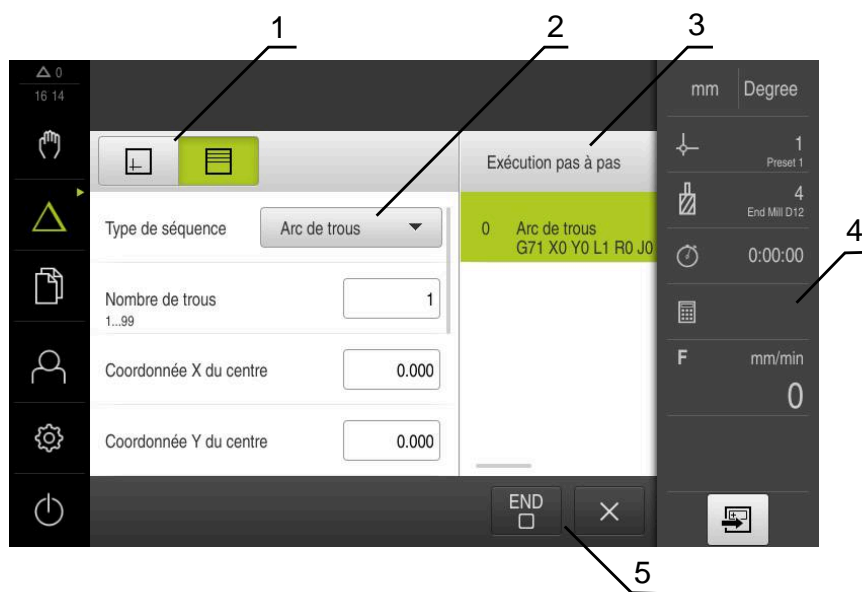 1
2
3
0
16 14
mm Degree
1
Preset 1
Exécution pas à pas
4
End Mill D12
Type de séquence Arc de trous
0 Arc de trous
G71 X0 Y0 L1 R0 J0
4
0:00:00
Nombre de trous 1
1...99
Coordonnée X du centre 0.000
F mm/min
0
Coordonnée Y du centre 0.000
END
5